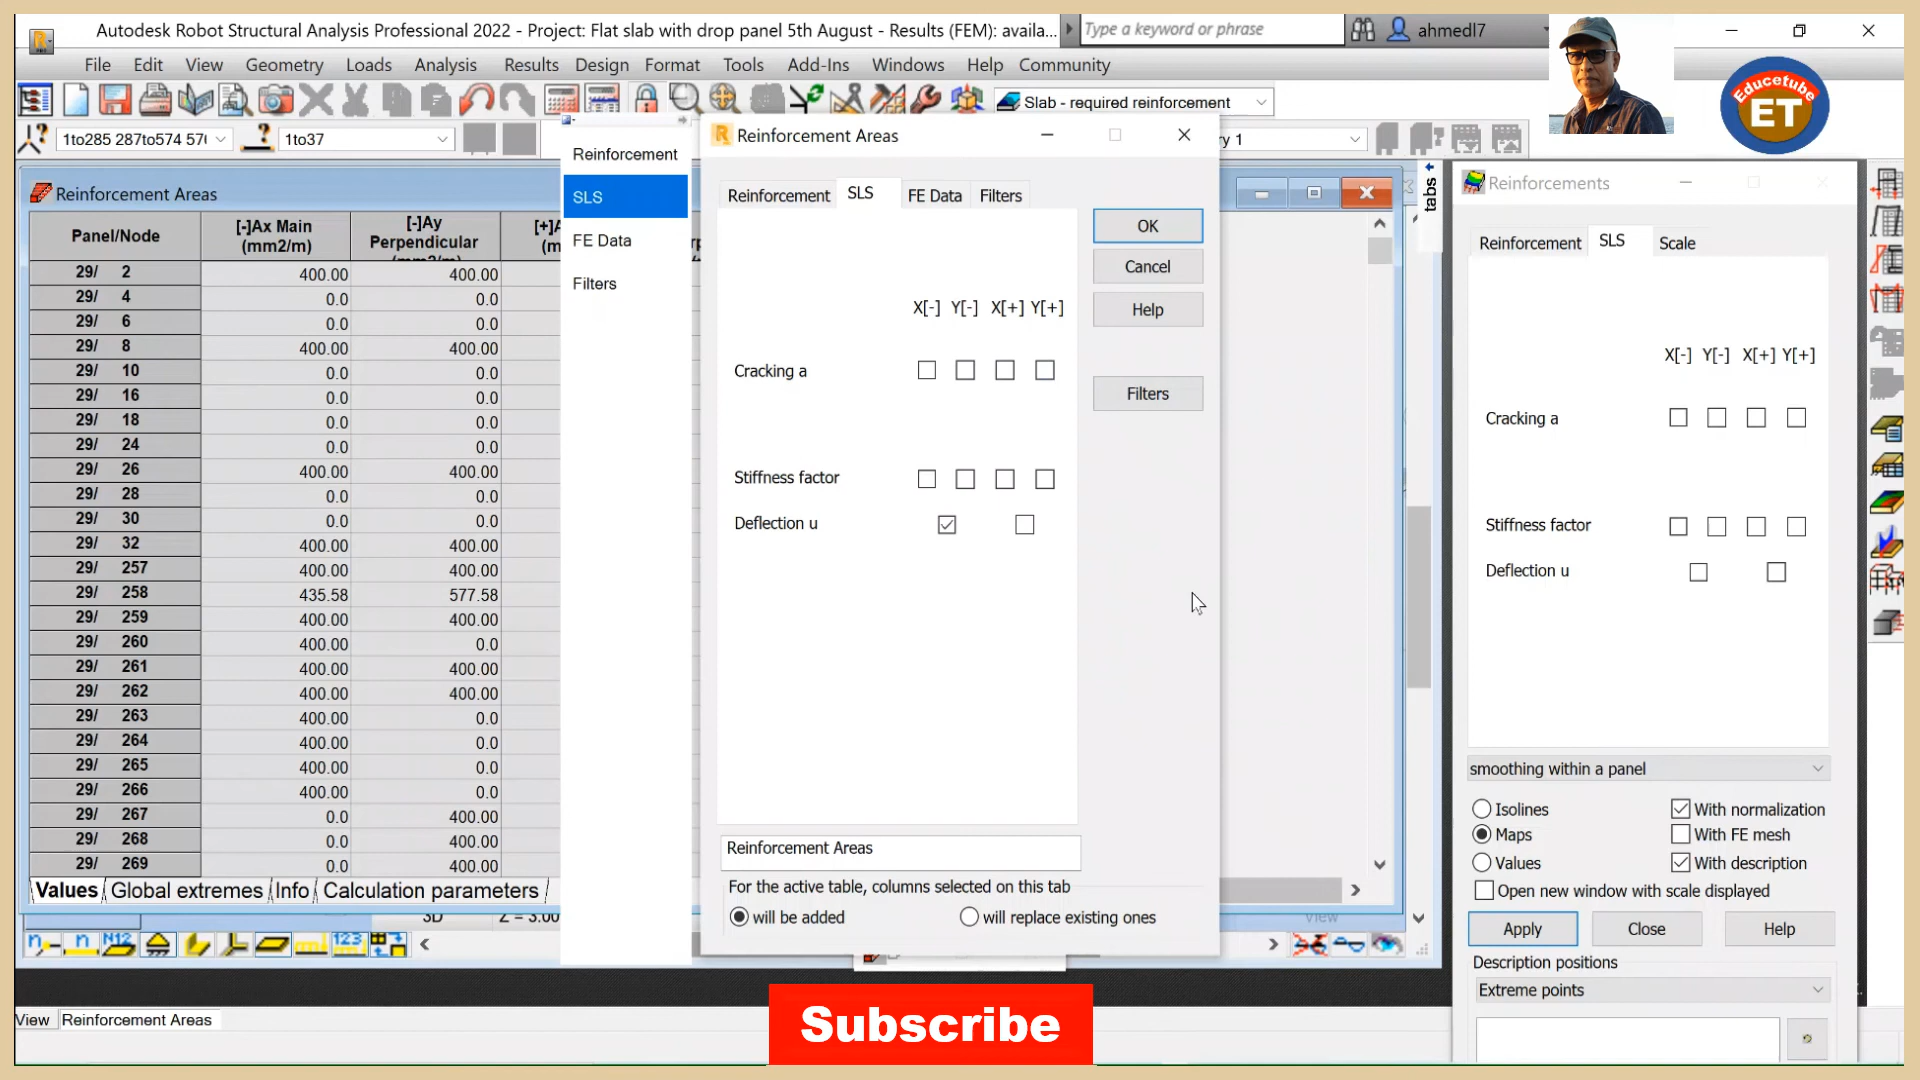 Autodesk Robot Structural Analysis Professional 2022 - Project: Flat slab with drop panel 5th August - Results (FEM): availa...
Type a keyword or phrase
ahmedl7
File Edit View Geometry Loads Analysis Results Design Format Tools Add-Ins Windows Help Community
Educetube
ET
Slab - required reinforcement
1to285 287to574 57
1to37
y 1
Reinforcement Areas
Panel/Node
[-]Ax Main
(mm2/m)
[-]Ay
Perpendicular
(mm2/m)
29/ 2 400.00 400.00
29/ 4 0.0 0.0
29/ 6 0.0 0.0
29/ 8 400.00 400.00
29/ 10 0.0 0.0
29/ 16 0.0 0.0
29/ 18 0.0 0.0
29/ 24 0.0 0.0
29/ 26 400.00 400.00
29/ 28 0.0 0.0
29/ 30 0.0 0.0
29/ 32 400.00 400.00
29/ 257 400.00 400.00
29/ 258 435.58 577.58
29/ 259 400.00 400.00
29/ 260 400.00 0.0
29/ 261 400.00 400.00
29/ 262 400.00 400.00
29/ 263 400.00 0.0
29/ 264 400.00 0.0
29/ 265 400.00 0.0
29/ 266 400.00 0.0
29/ 267 0.0 400.00
29/ 268 0.0 400.00
29/ 269 0.0 400.00
Values Global extremes Info Calculation parameters
3D Z = 3.00
N12
123
View Reinforcement Areas
Reinforcement
SLS
FE Data
Filters
Reinforcement Areas
Reinforcement SLS FE Data Filters
OK
Cancel
Help
Filters
X[-] Y[-] X[+] Y[+]
Cracking a
Stiffness factor
Deflection u
Reinforcement Areas
For the active table, columns selected on this tab
will be added will replace existing ones
View
tabs
Reinforcements
Reinforcement SLS Scale
X[-] Y[-] X[+] Y[+]
Cracking a
Stiffness factor
Deflection u
smoothing within a panel
Isolines With normalization
Maps With FE mesh
Values With description
Open new window with scale displayed
Apply Close Help
Description positions
Extreme points
Subscribe